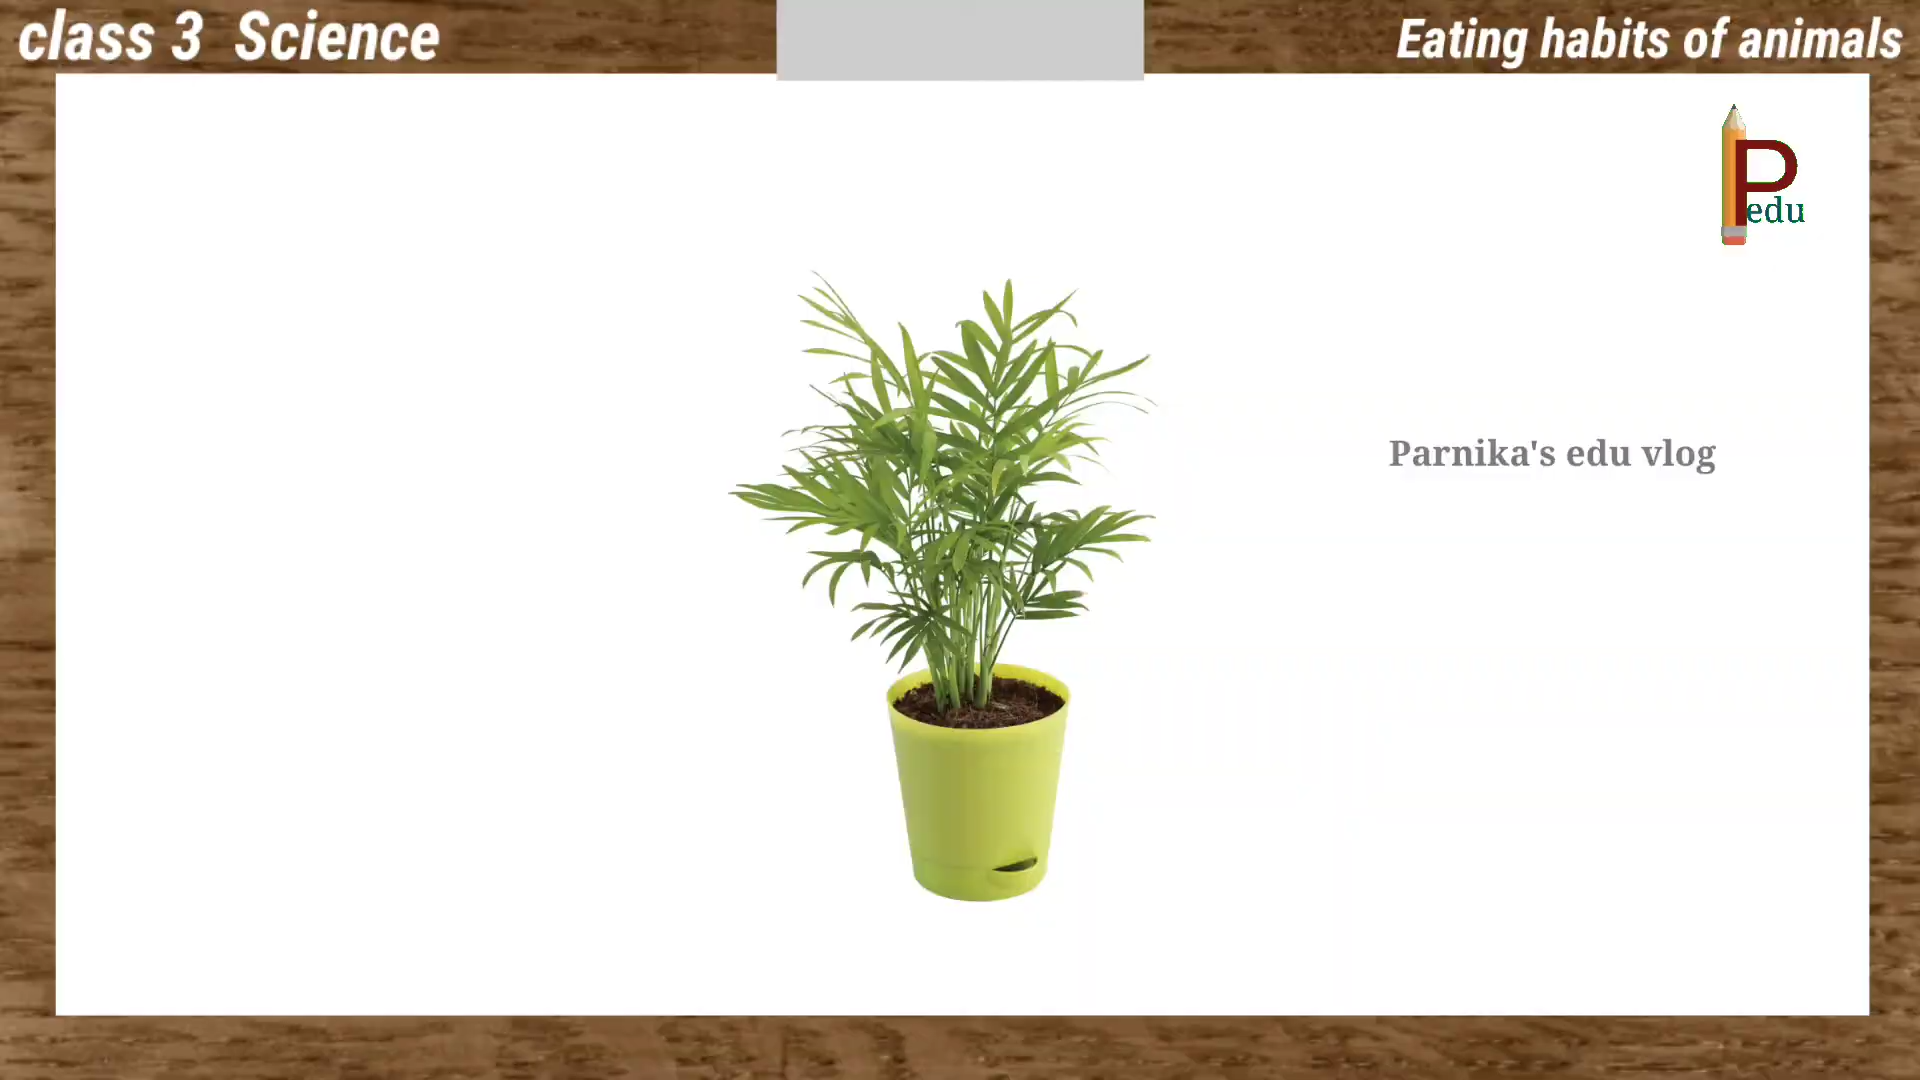 class 3 Science
Eating habits of animals
P
edu
Parnika's edu vlog